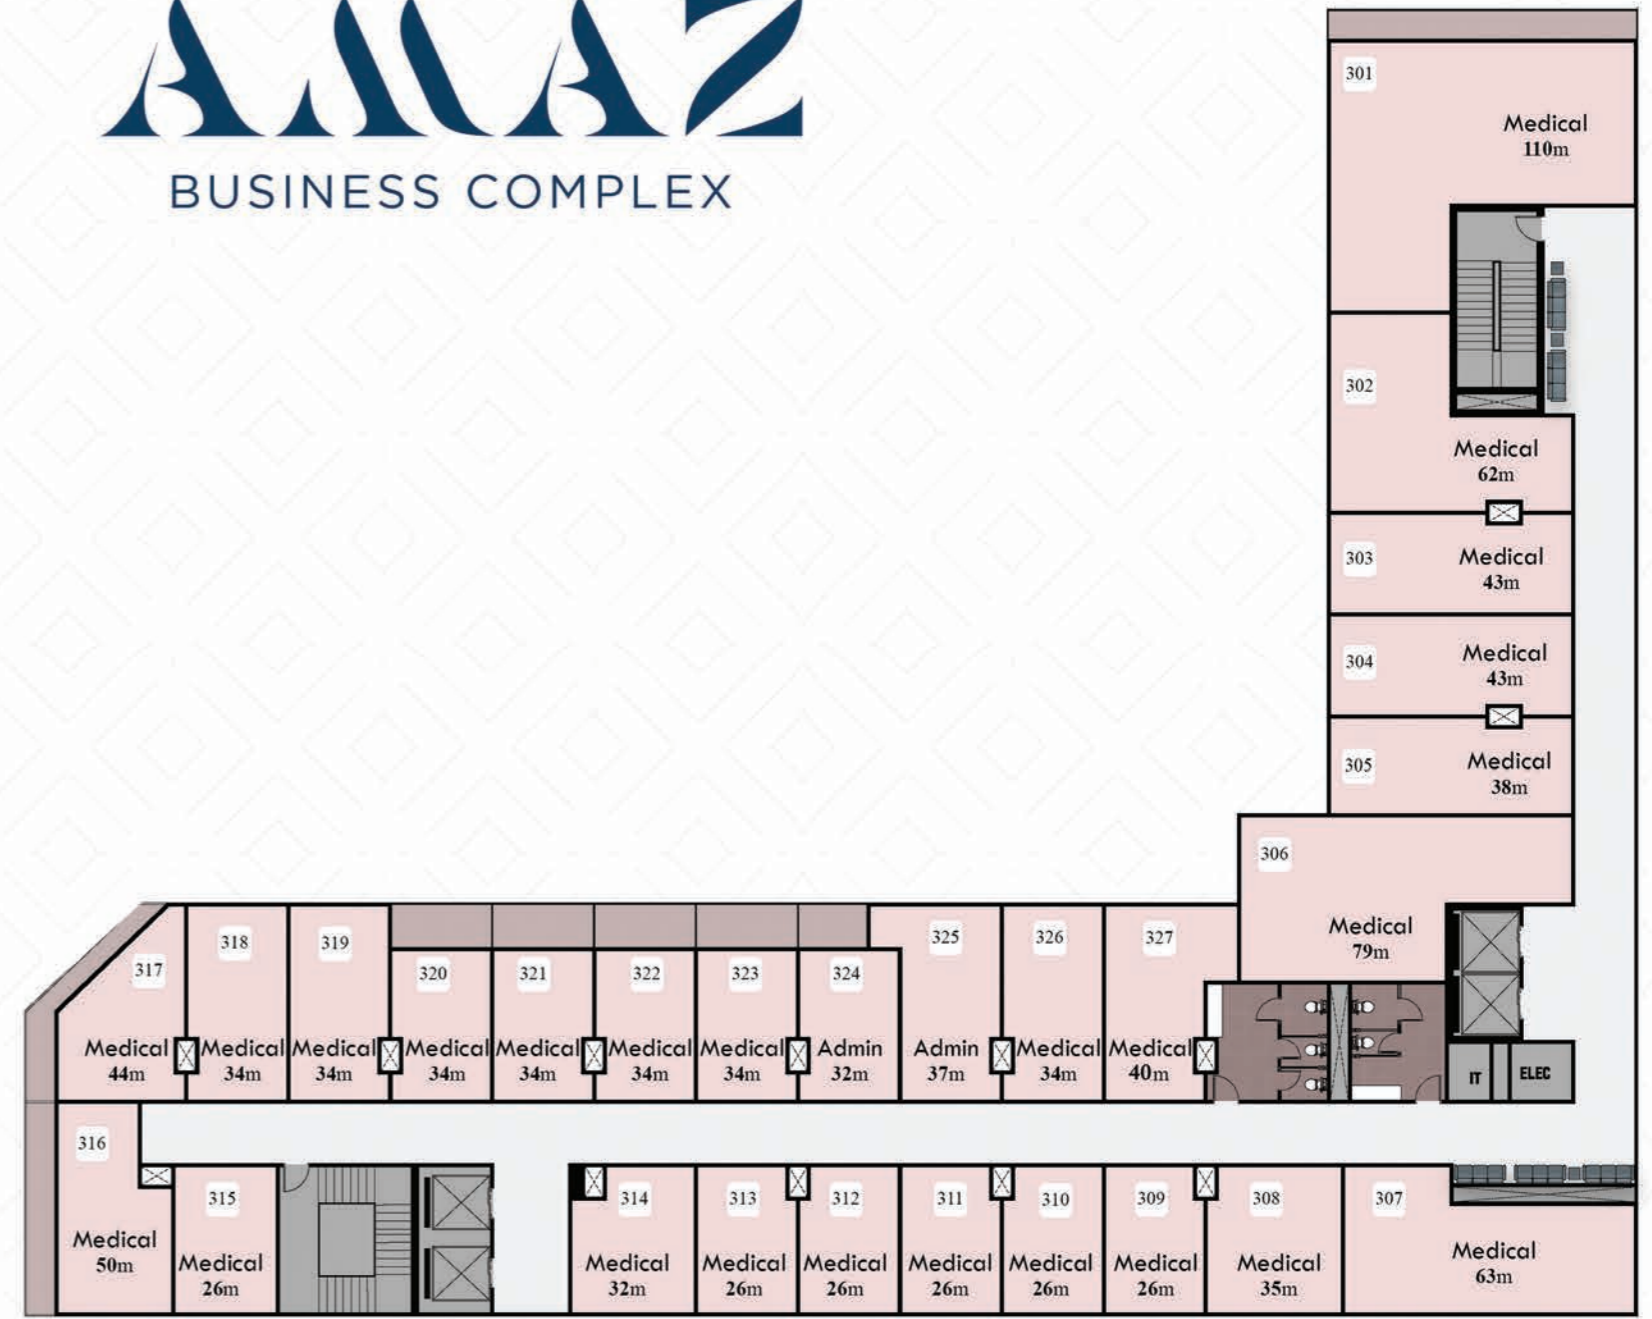 AMAZ
BUSINESS COMPLEX
301
Medical
110m
302
Medical
62m
303
Medical
43m
304
Medical
43m
305
Medical
38m
306
Medical
79m
317
Medical
44m
318
Medical
34m
319
Medical
34m
320
Medical
34m
321
Medical
34m
322
Medical
34m
323
Medical
34m
324
Admin
32m
325
Admin
37m
326
Medical
34m
327
Medical
40m
IT
ELEC
316
Medical
50m
315
Medical
26m
314
Medical
32m
313
Medical
26m
312
Medical
26m
311
Medical
26m
310
Medical
26m
309
Medical
26m
308
Medical
35m
307
Medical
63m